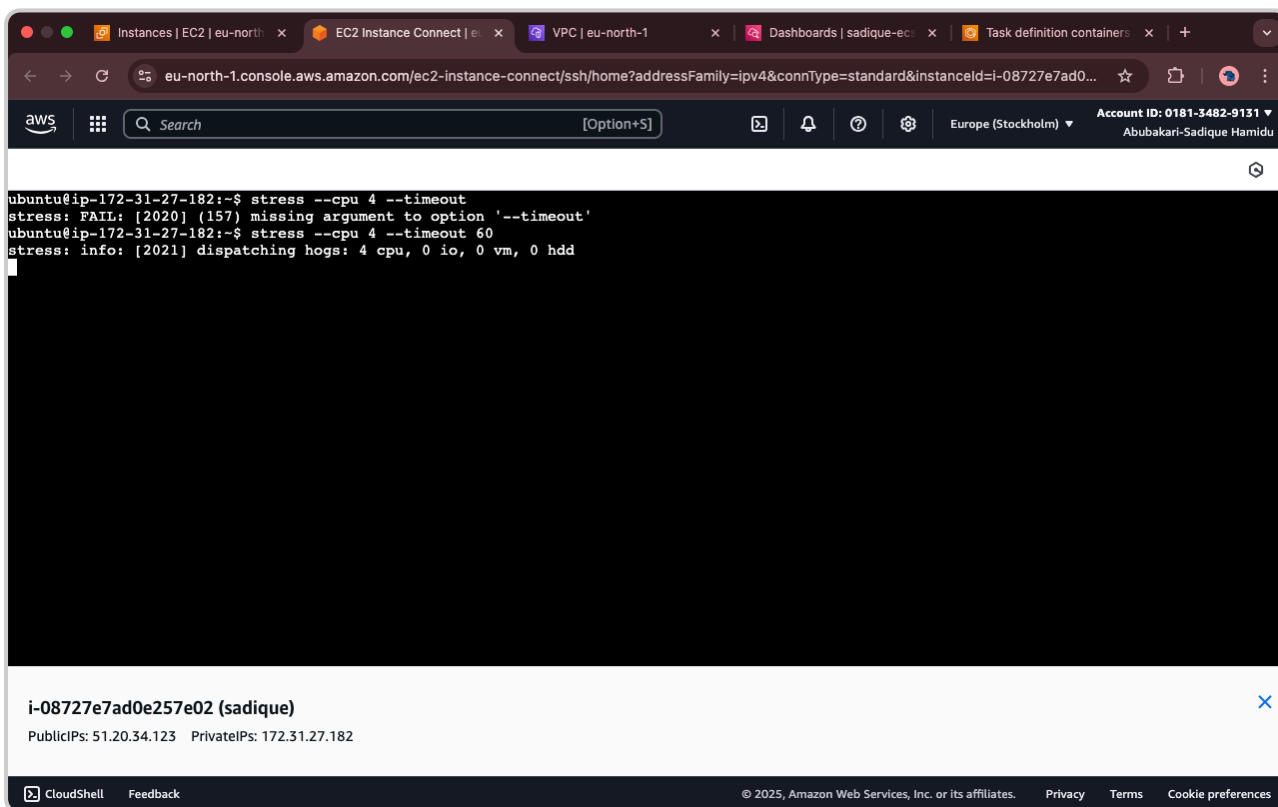 Instances | EC2 | eu-north
EC2 Instance Connect | eu
VPC | eu-north-1
Dashboards | sadique-ecs
Task definition containers
eu-north-1.console.aws.amazon.com/ec2-instance-connect/ssh/home?addressFamily=ipv4&connType=standard&instanceId=i-08727e7ad0...
aws
Search
[Option+S]
Europe (Stockholm)
Account ID: 0181-3482-9131
Abubakari-Sadique Hamidu
ubuntu@ip-172-31-27-182:~$ stress --cpu 4 --timeout
stress: FAIL: [2020] (157) missing argument to option '--timeout'
ubuntu@ip-172-31-27-182:~$ stress --cpu 4 --timeout 60
stress: info: [2021] dispatching hogs: 4 cpu, 0 io, 0 vm, 0 hdd
i-08727e7ad0e257e02 (sadique)
PublicIPs: 51.20.34.123 PrivateIPs: 172.31.27.182
CloudShell Feedback
© 2025, Amazon Web Services, Inc. or its affiliates. Privacy Terms Cookie preferences